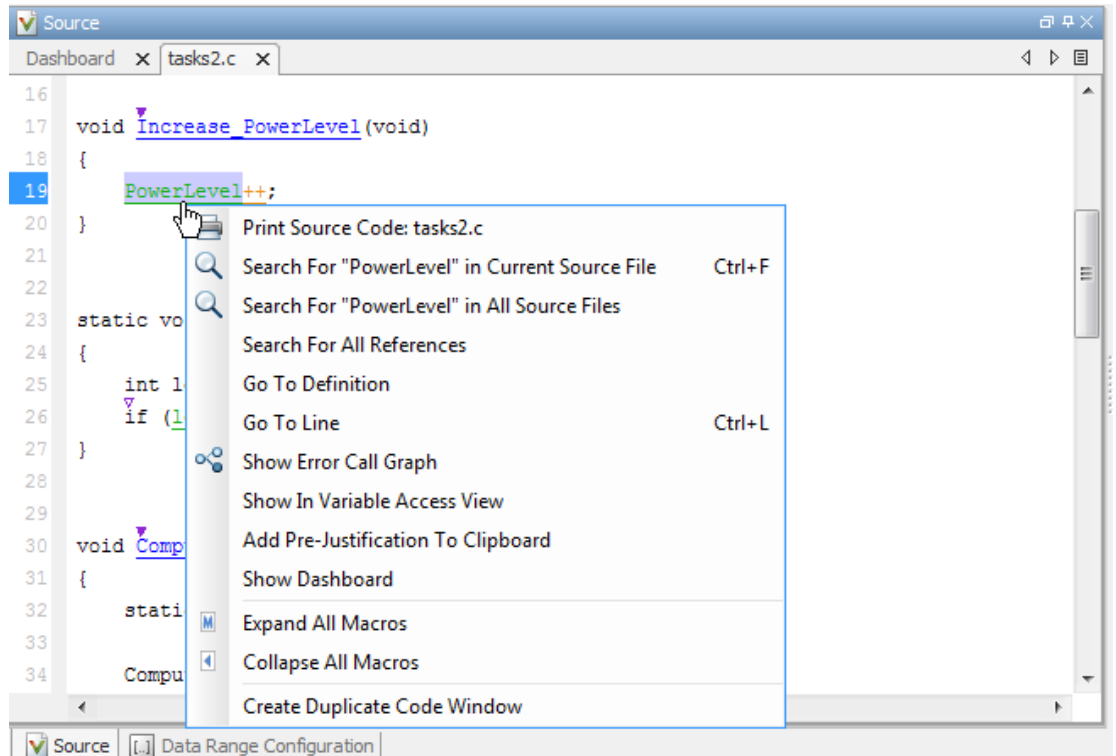 Source
Dashboard tasks2.c
16
17 void Increase_PowerLevel(void)
18 {
19 PowerLevel++;
20 }
Print Source Code: tasks2.c
21
Search For "PowerLevel" in Current Source File Ctrl+F
22
Search For "PowerLevel" in All Source Files
23 static vo
24 {
Search For All References
25 int l
Go To Definition
26 if (l
Go To Line Ctrl+L
27 }
Show Error Call Graph
28
Show In Variable Access View
29
30 void Comp
Add Pre-Justification To Clipboard
31 {
Show Dashboard
32 stati
M Expand All Macros
33
Collapse All Macros
34 Compu
Create Duplicate Code Window
Source [..] Data Range Configuration